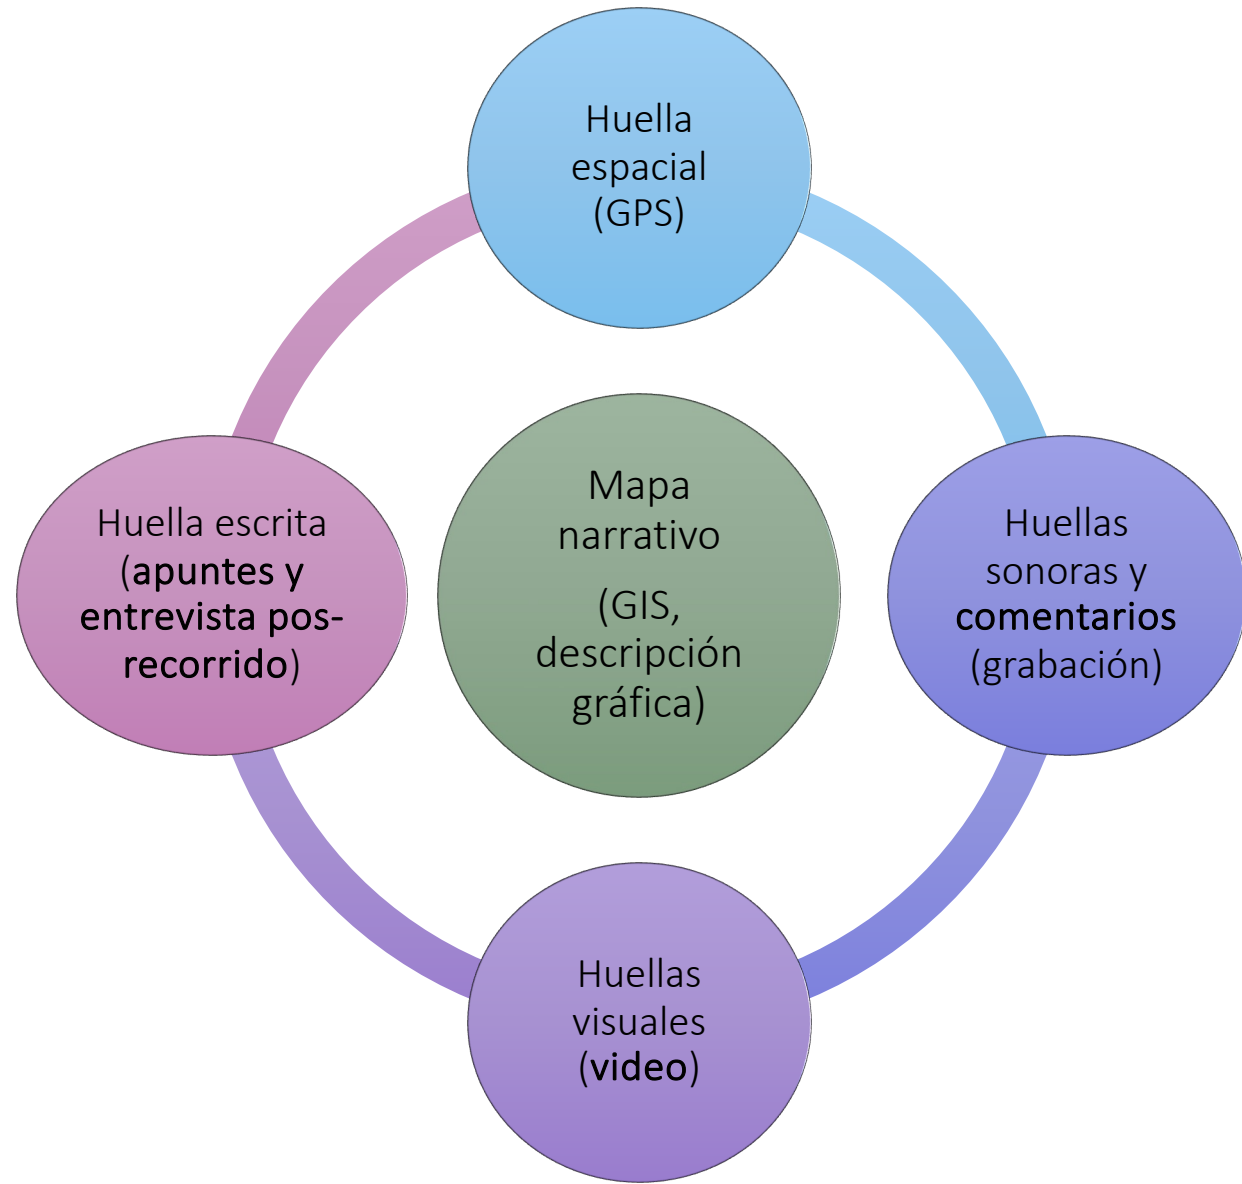 Huella
espacial
(GPS)
Huella escrita
(apuntes y
entrevista pos-
recorrido)
Mapa
narrativo
(GIS,
descripción
gráfica)
Huellas
sonoras y
comentarios
(grabación)
Huellas
visuales
(video)